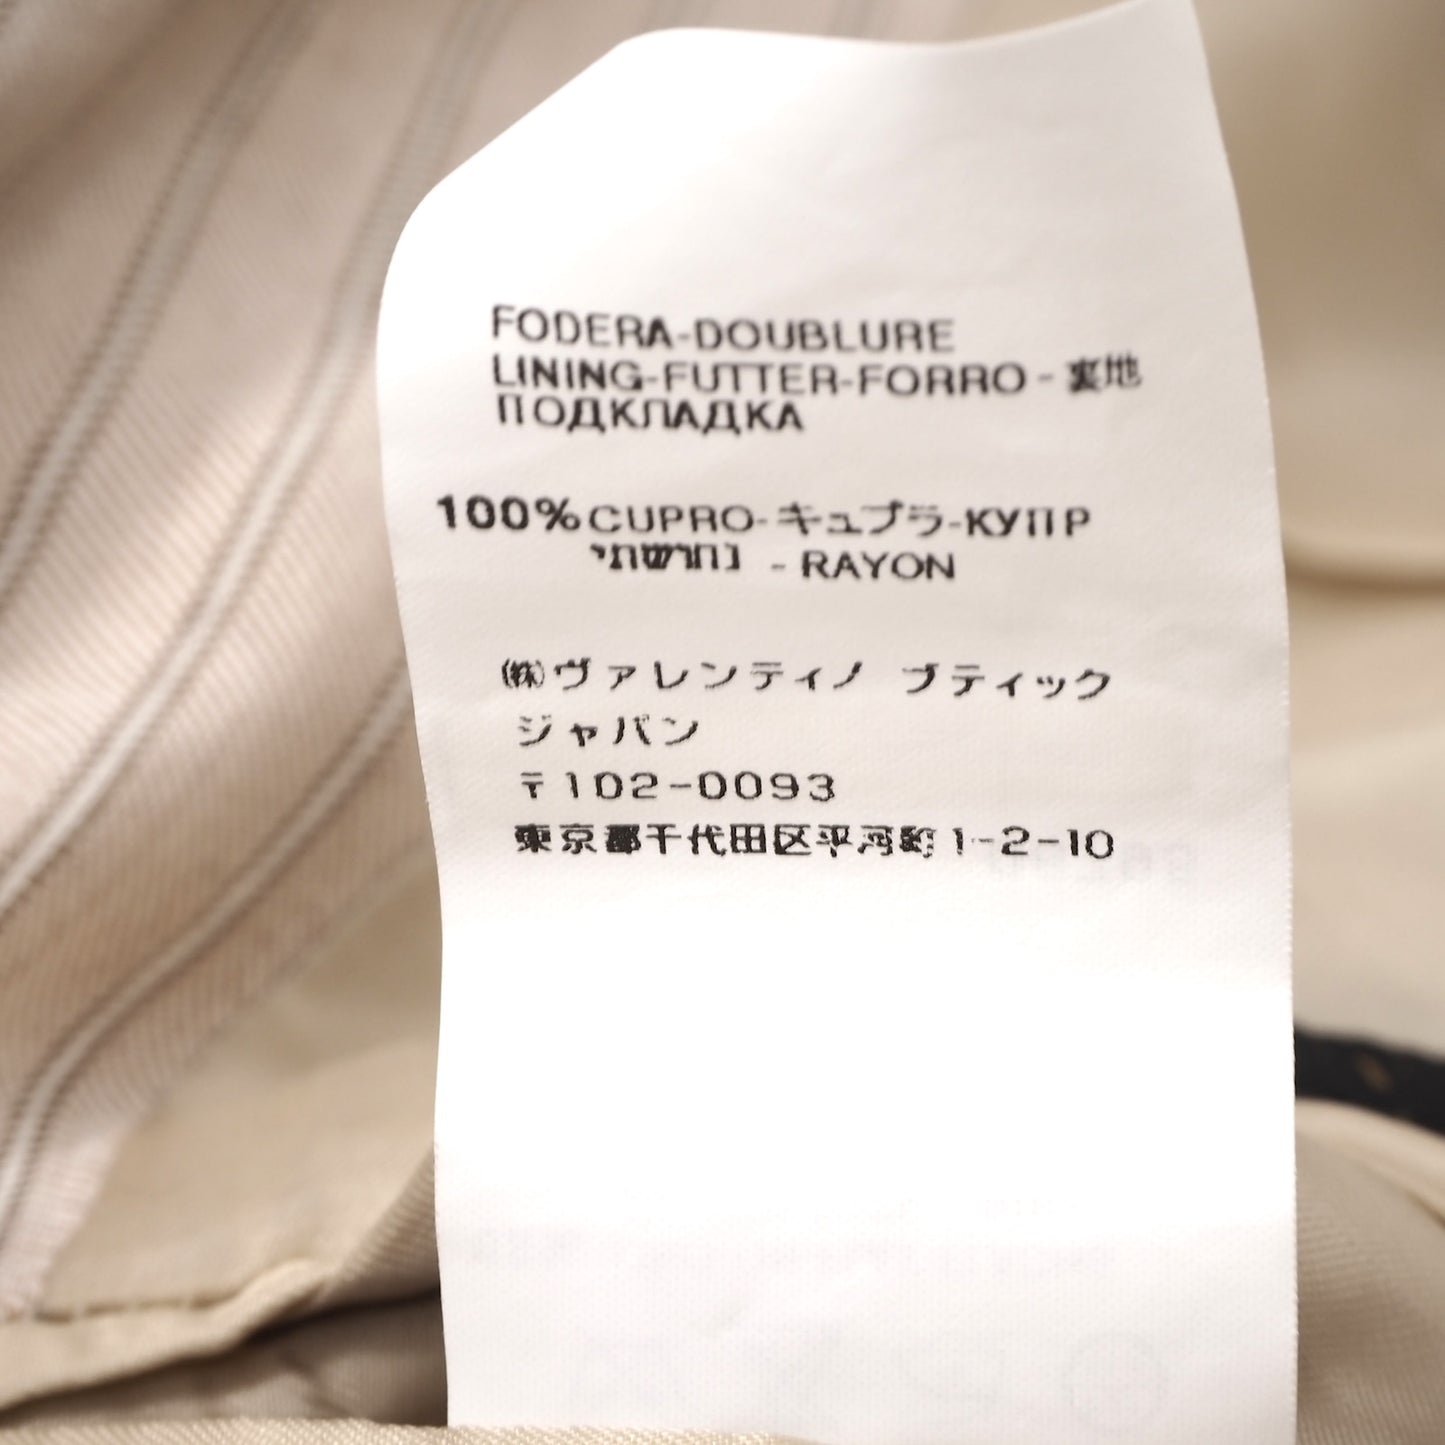 FODERA-DOUBLURE
LINING-FUTTER-FORRO - 裏地
ПОДКЛАДКА
100% CUPRO-キュプラ-КУПР
נחושתי - RAYON
㈱ヴァレンティノ ブティック
ジャパン
〒102-0093
東京都千代田区平河町1-2-10